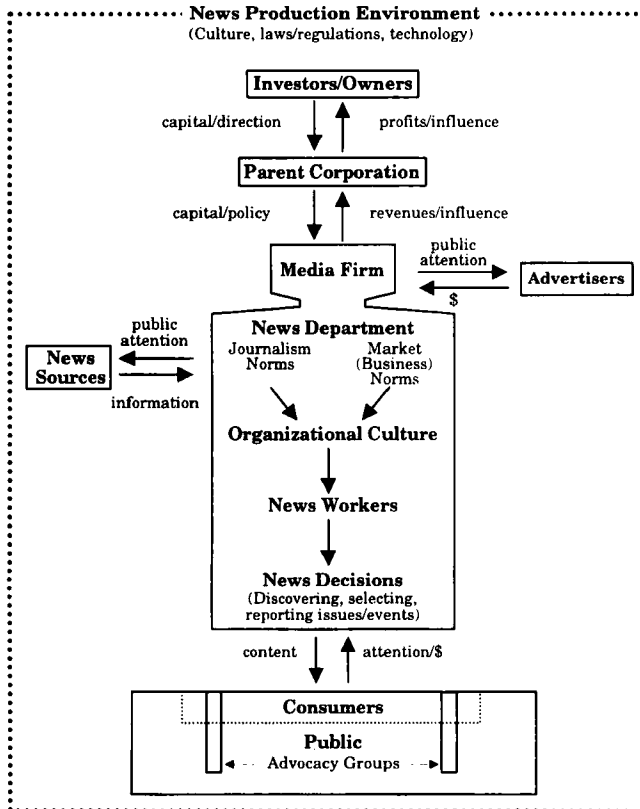 News Production Environment
(Culture, laws/regulations, technology)
Investors/Owners
capital/direction
profits/influence
Parent Corporation
capital/policy
revenues/influence
Media Firm
public
attention
$
Advertisers
News Department
Journalism
Norms
Market
(Business)
Norms
public
attention
News
Sources
information
Organizational Culture
News Workers
News Decisions
(Discovering, selecting,
reporting issues/events)
content
attention/$
Consumers
Public
Advocacy Groups